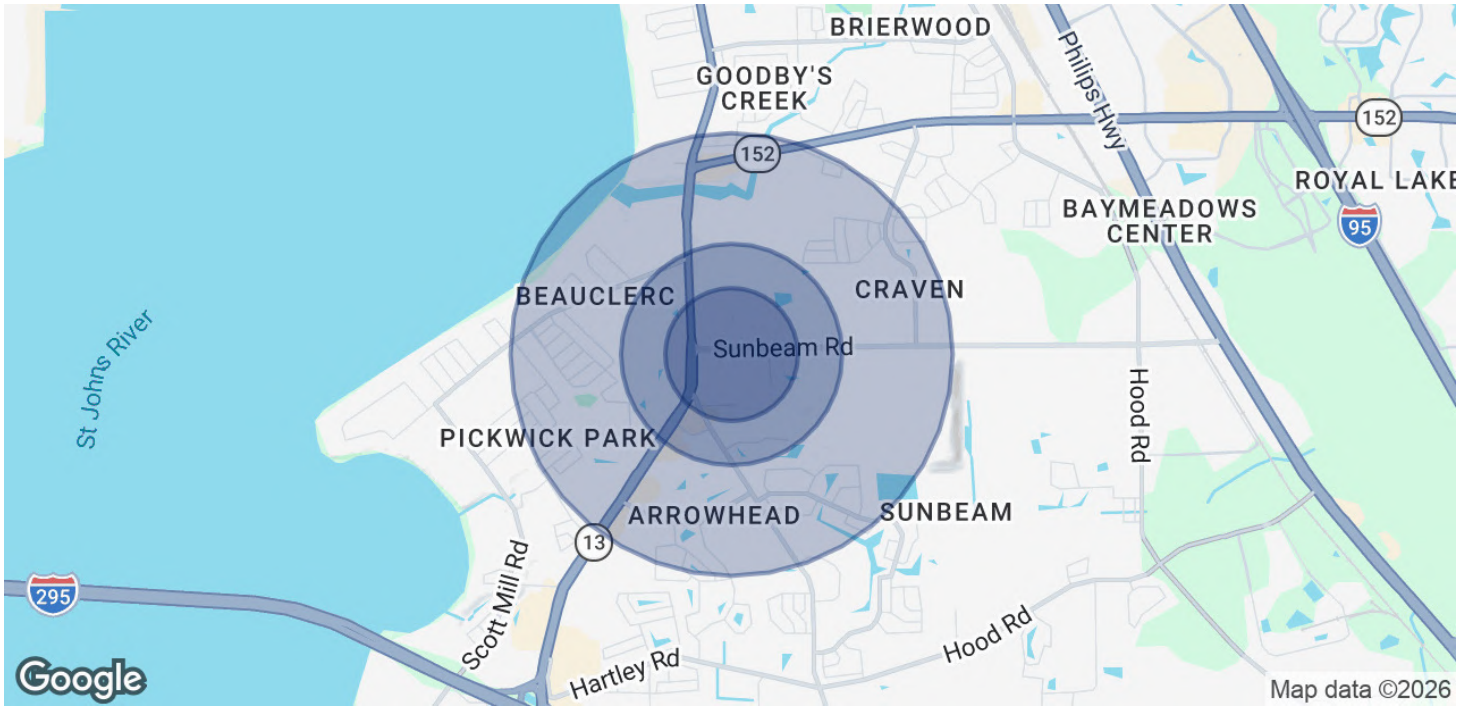 BRIERWOOD
Philips Hwy
GOODBY'S
CREEK
152
152
ROYAL LAKE
BAYMEADOWS
CENTER
95
BEAUCLERC
CRAVEN
St Johns River
Sunbeam Rd
Hood Rd
PICKWICK PARK
ARROWHEAD
SUNBEAM
13
Scott Mill Rd
295
Hood Rd
Hartley Rd
Google
Map data ©2026